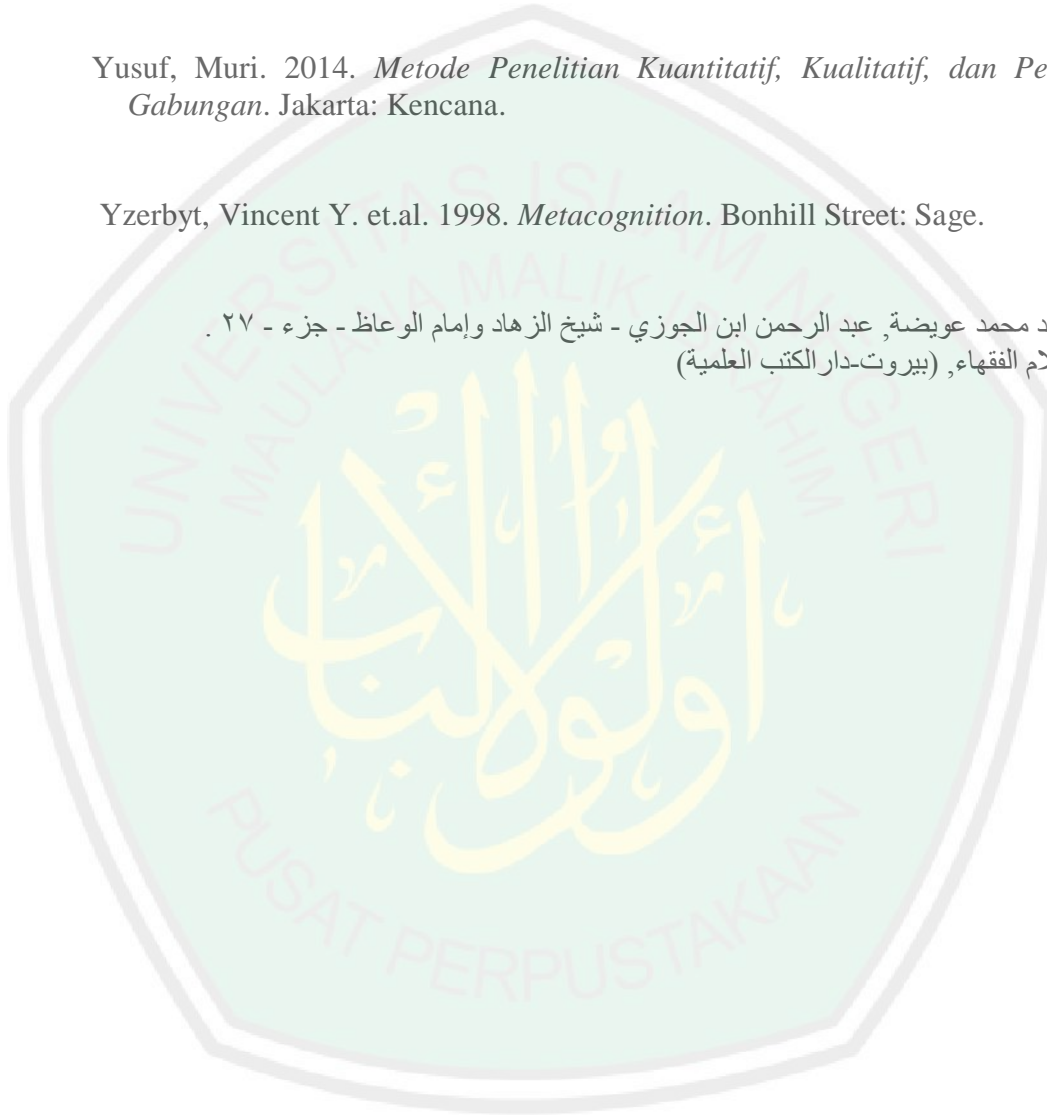 Yusuf, Muri. 2014. Metode Penelitian Kuantitatif, Kualitatif, dan Pe
Gabungan. Jakarta: Kencana.
Yzerbyt, Vincent Y. et.al. 1998. Metacognition. Bonhill Street: Sage.
د محمد عويضة, عبد الرحمن ابن الجوزي - شيخ الزهاد وإمام الوعاظ - جزء - ٢٧ .
لام الفقهاء, (بيروت-دار الكتب العلمية)
UNIVERSITAS ISLAM NEGERI
MAULANA MALIK IBRAHIM
أولو الألباب
PUSAT PERPUSTAKAAN